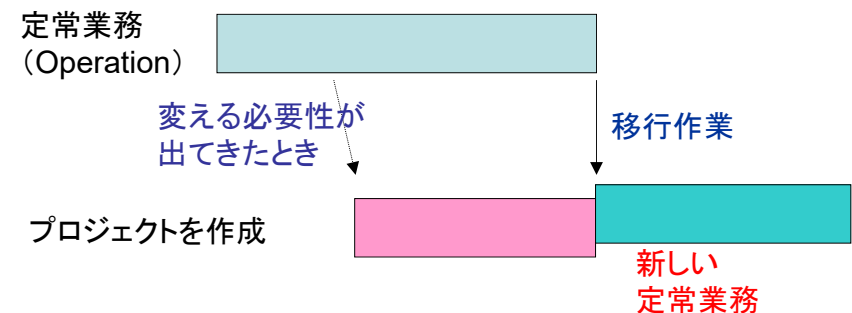 定常業務
（Operation）
変える必要性が
出てきたとき
移行作業
プロジェクトを作成
新しい
定常業務